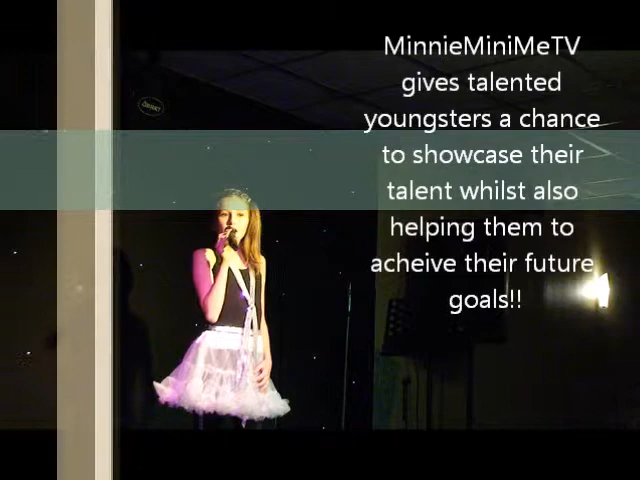 MinnieMiniMeTV
gives talented
youngsters a chance
to showcase their
talent whilst also
helping them to
acheive their future
goals!!